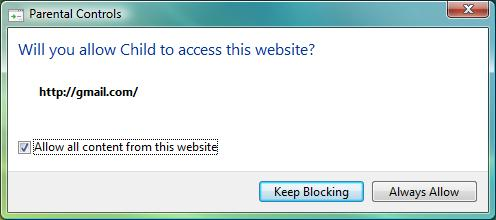 Parental Controls
Will you allow Child to access this website?
http://gmail.com/
Allow all content from this website
Keep Blocking
Always Allow